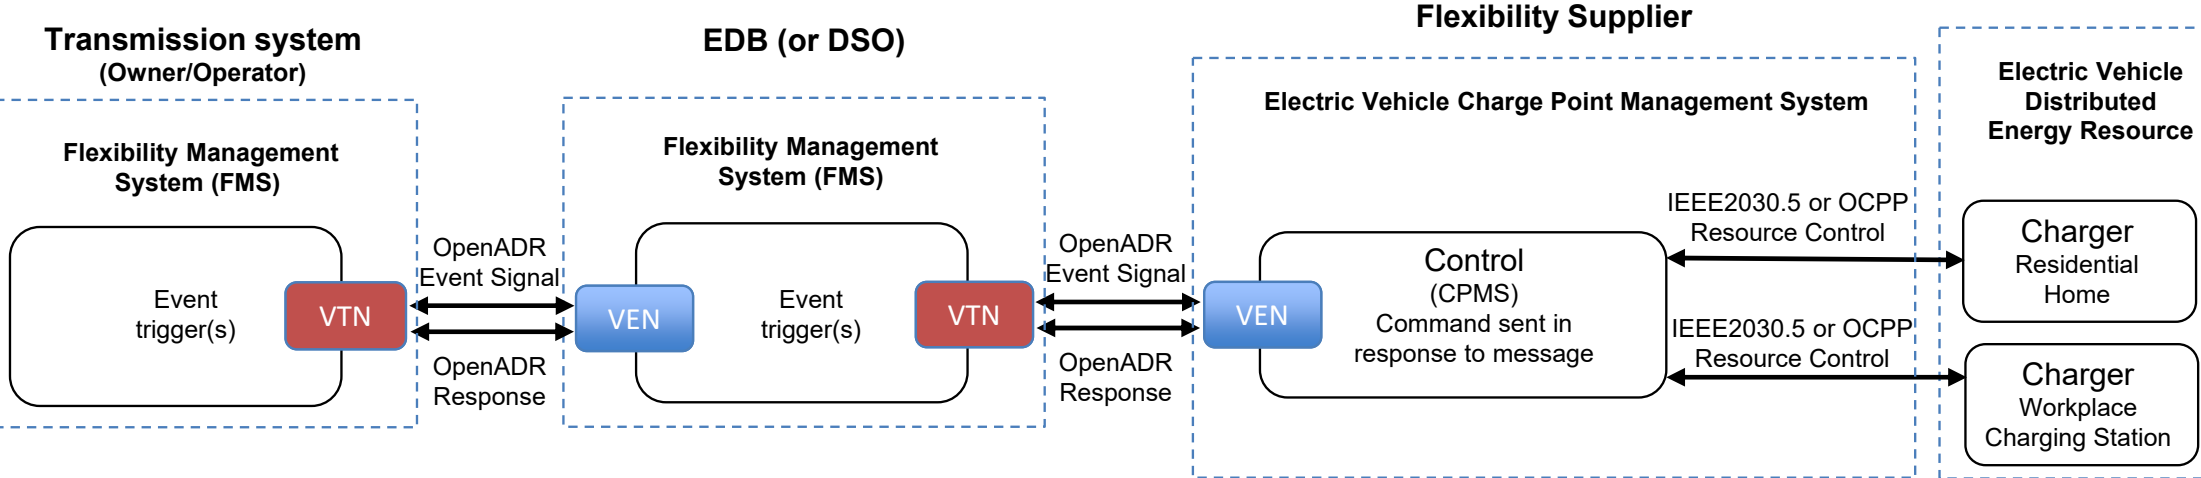 Transmission system
(Owner/Operator)
Flexibility Management
System (FMS)
Event
trigger(s)
VTN
OpenADR
Event Signal
OpenADR
Response
EDB (or DSO)
Flexibility Management
System (FMS)
VEN
Event
trigger(s)
VTN
OpenADR
Event Signal
OpenADR
Response
Flexibility Supplier
Electric Vehicle Charge Point Management System
VEN
Control
(CPMS)
Command sent in
response to message
IEEE2030.5 or OCPP
Resource Control
IEEE2030.5 or OCPP
Resource Control
Electric Vehicle
Distributed
Energy Resource
Charger
Residential
Home
Charger
Workplace
Charging Station